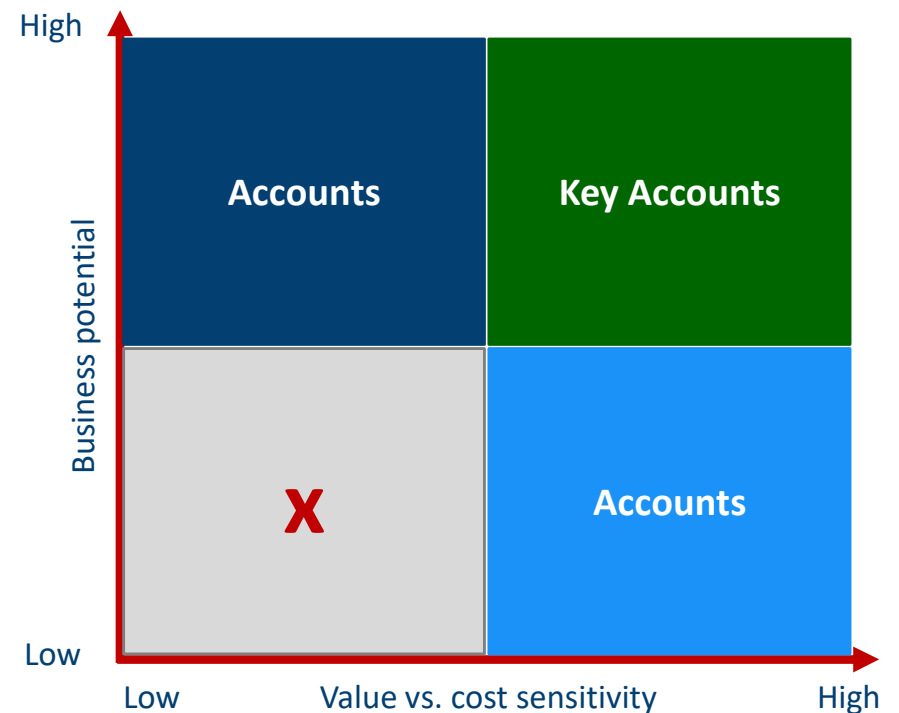 High
Accounts
Key Accounts
Business potential
X
Accounts
Low
Low
Value vs. cost sensitivity
High